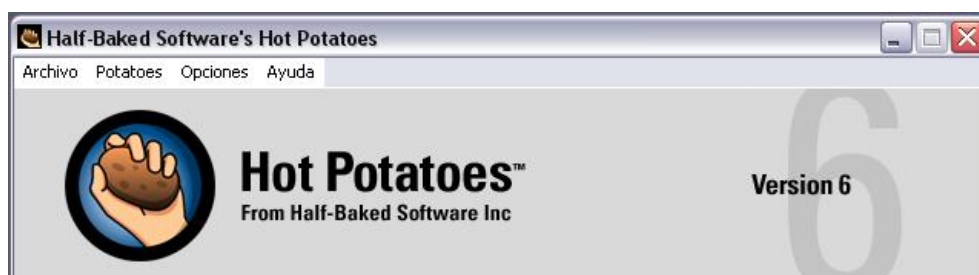 Half-Baked Software's Hot Potatoes
Archivo Potatoes Opciones Ayuda
6
Hot Potatoes™
Version 6
From Half-Baked Software Inc